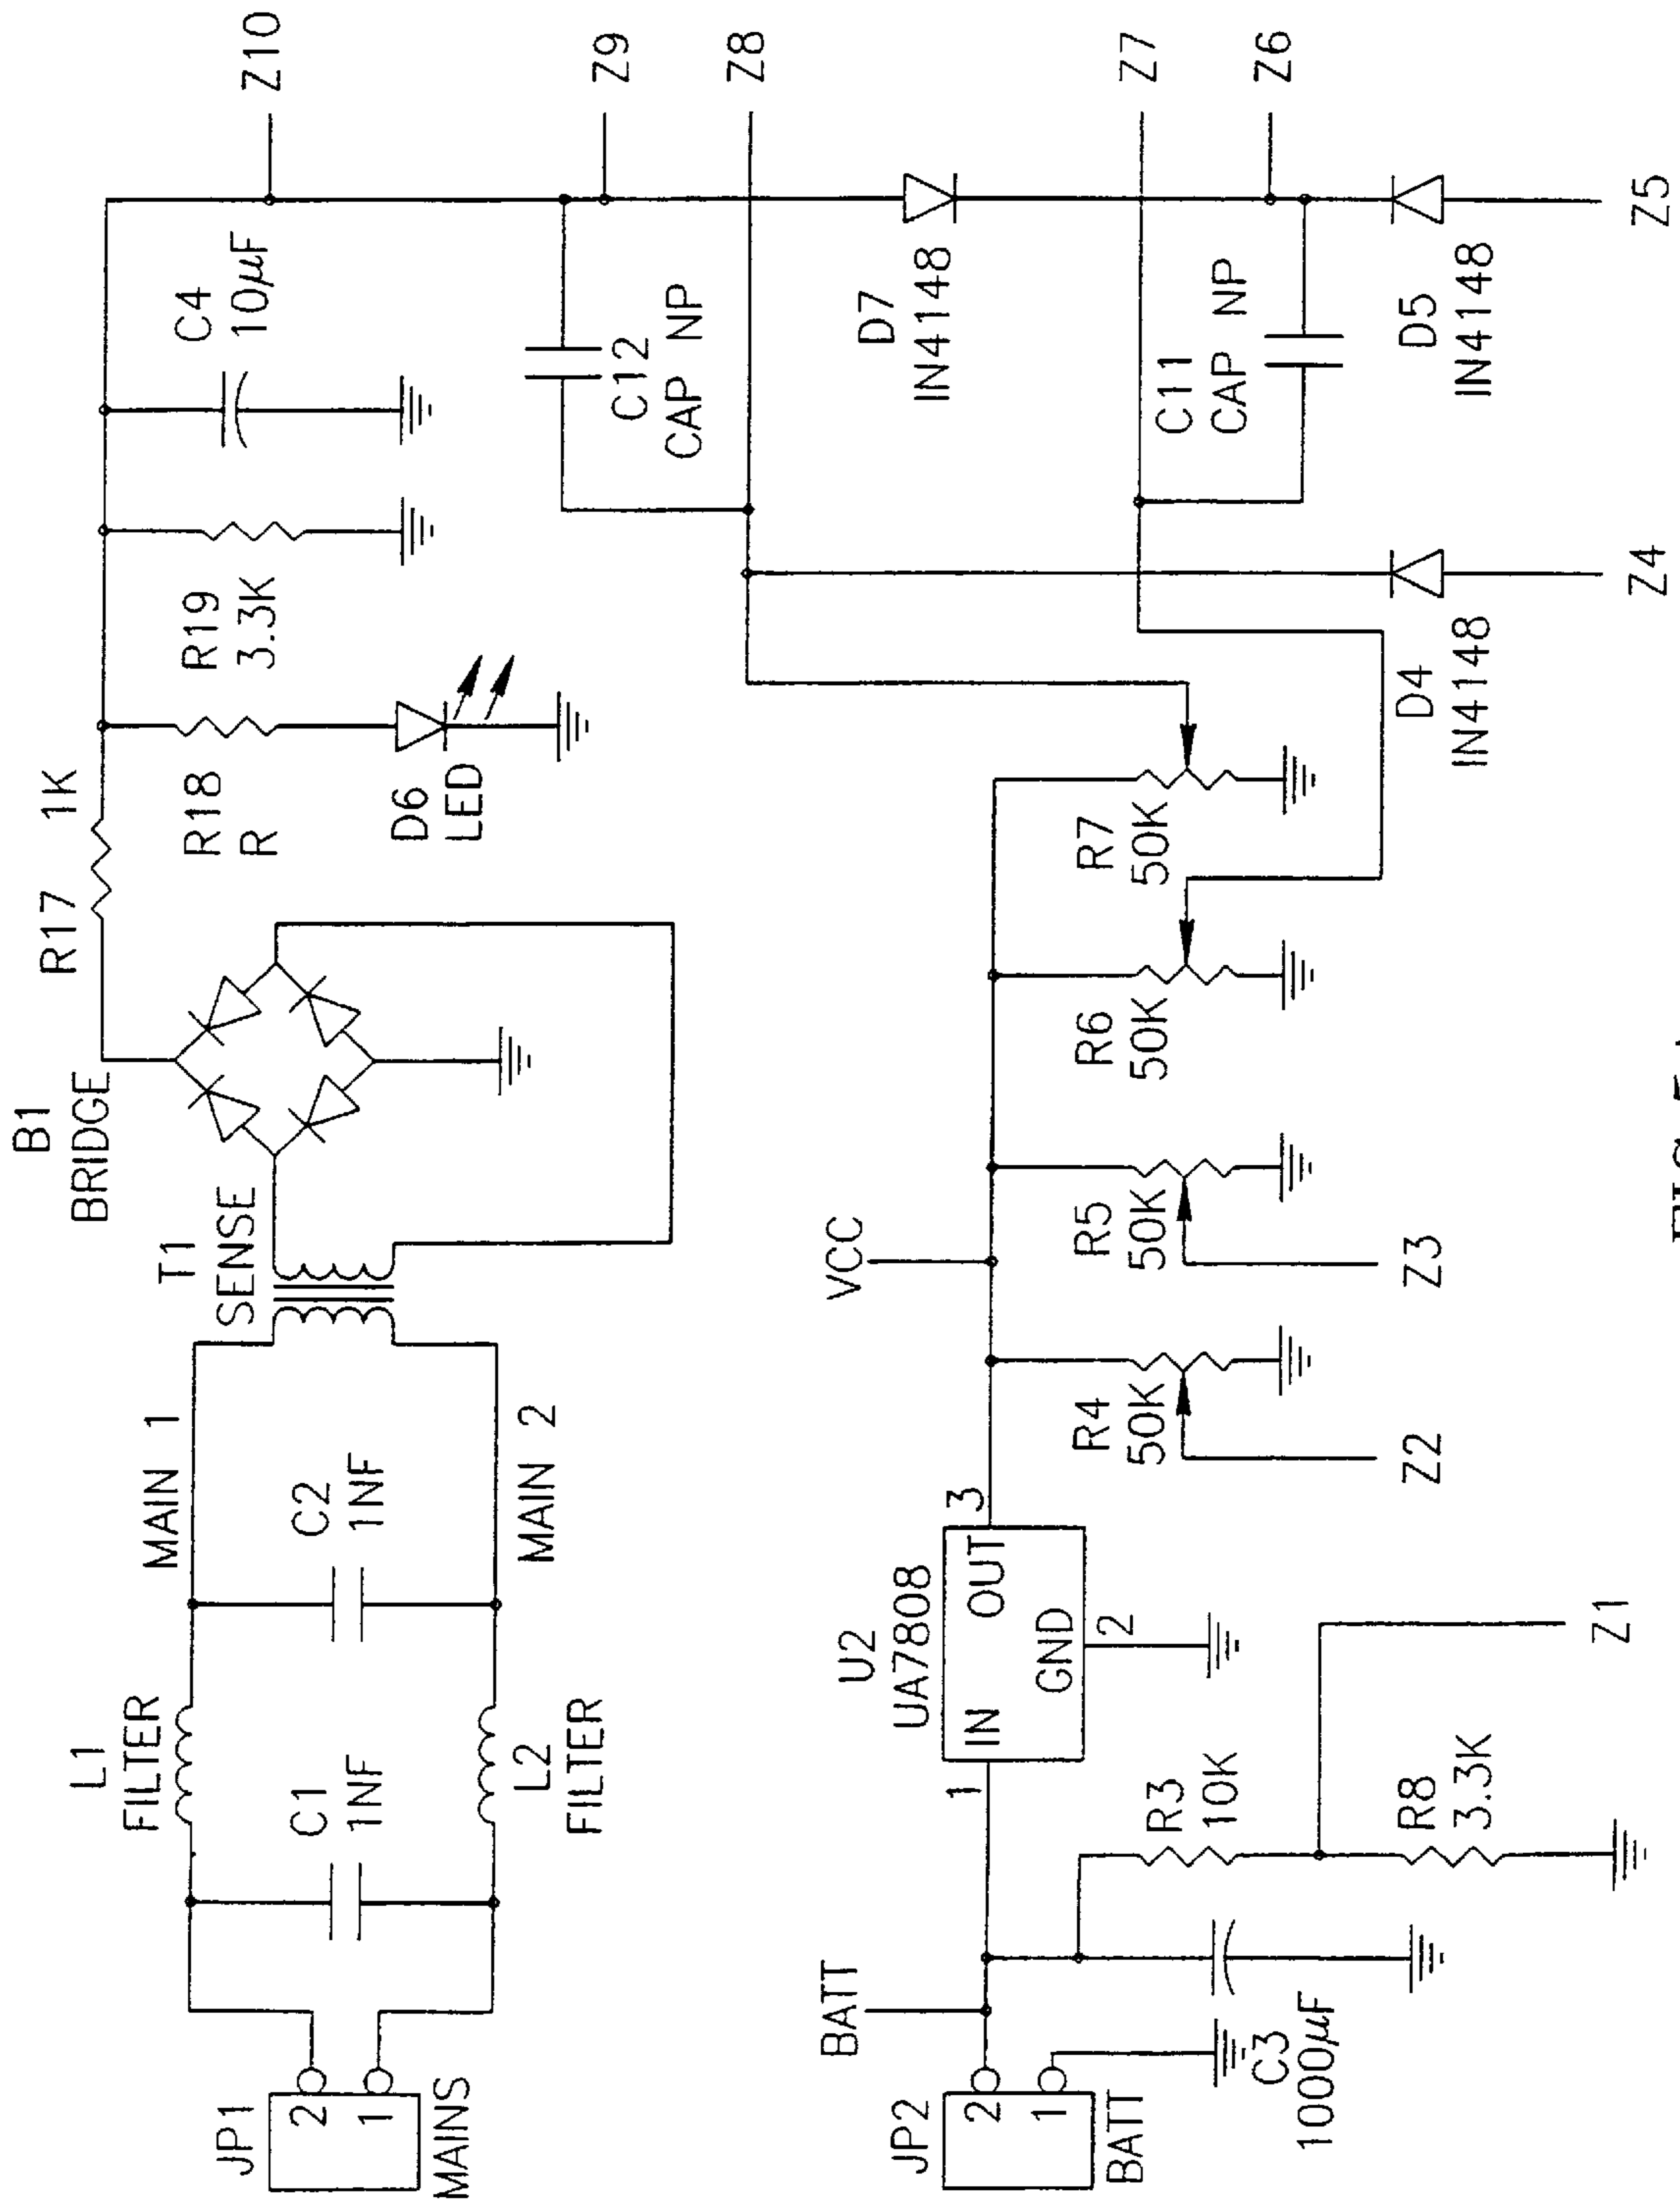 B1
BRIDGE
R17 1K
Z10
T1
SENSE
MAIN 1
L1
FILTER
C1
1NF
C2
1NF
MAIN 2
L2
FILTER
JP1
2
1
MAINS
R18
R
D6
LED
R19
3.3K
C4
10µF
C12
CAP NP
Z9
Z8
D7
IN4148
C11
CAP NP
Z7
Z6
D5
IN4148
Z5
D4
IN4148
Z4
BATT
VCC
JP2
2
1
BATT
C3
1000µF
U2
UA7808
1
IN
OUT
3
GND
2
R3
10K
R8
3.3K
Z1
R4
50K
Z2
R5
50K
Z3
R6
50K
R7
50K